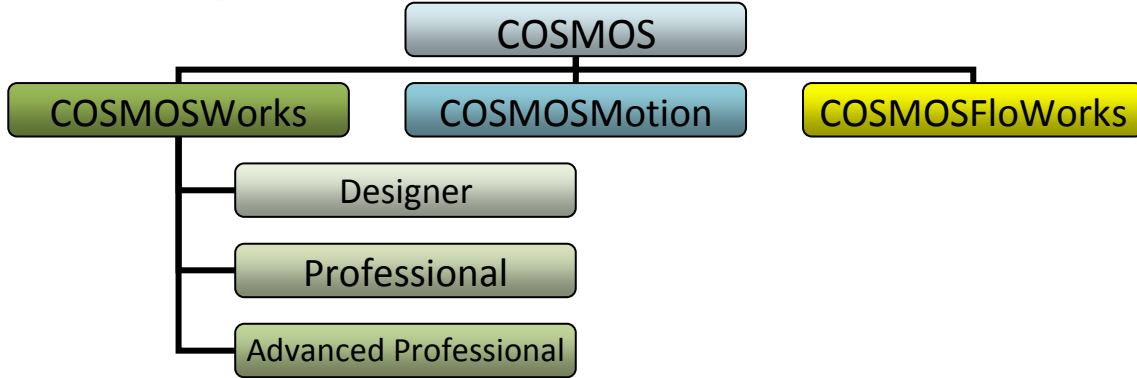 COSMOS
COSMOSWorks
COSMOSMotion
COSMOSFloWorks
Designer
Professional
Advanced Professional